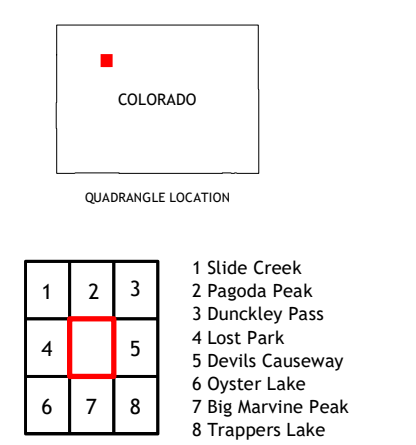 COLORADO
QUADRANGLE LOCATION
1 2 3
4 5
6 7 8
1 Slide Creek
2 Pagoda Peak
3 Dunckley Pass
4 Lost Park
5 Devils Causeway
6 Oyster Lake
7 Big Marvine Peak
8 Trappers Lake